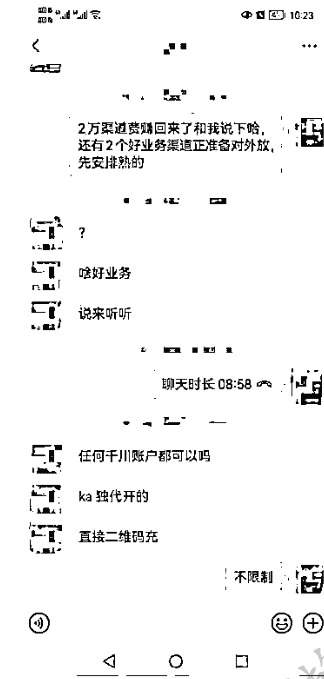 10:23
2万渠道费赚回来了和我说下哈，
还有2个好业务渠道正准备对外放，
先安排熟的
?
啥好业务
说来听听
聊天时长 08:58
任何千川账户都可以吗
ka 独代开的
直接二维码充
不限制